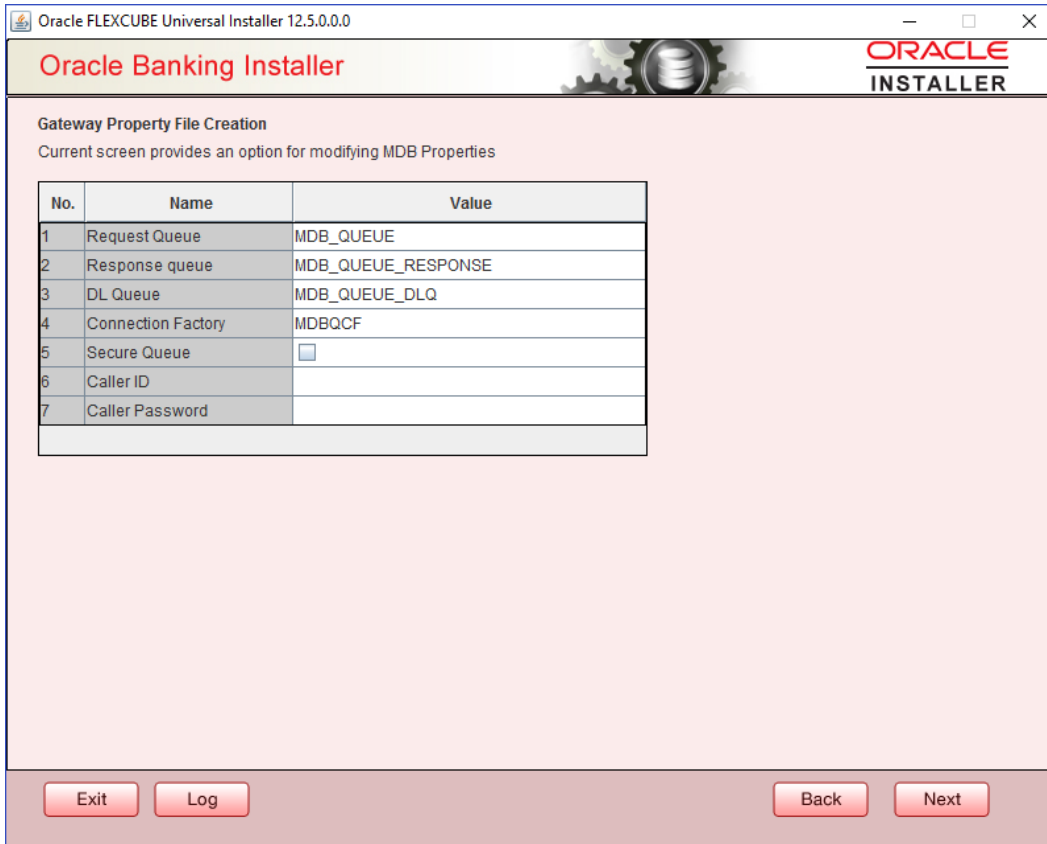 Oracle FLEXCUBE Universal Installer 12.5.0.0.0
Oracle Banking Installer
ORACLE
INSTALLER
Gateway Property File Creation
Current screen provides an option for modifying MDB Properties
No. Name Value
1 Request Queue MDB_QUEUE
2 Response queue MDB_QUEUE_RESPONSE
3 DL Queue MDB_QUEUE_DLQ
4 Connection Factory MDBQCF
5 Secure Queue
6 Caller ID
7 Caller Password
Exit Log Back Next